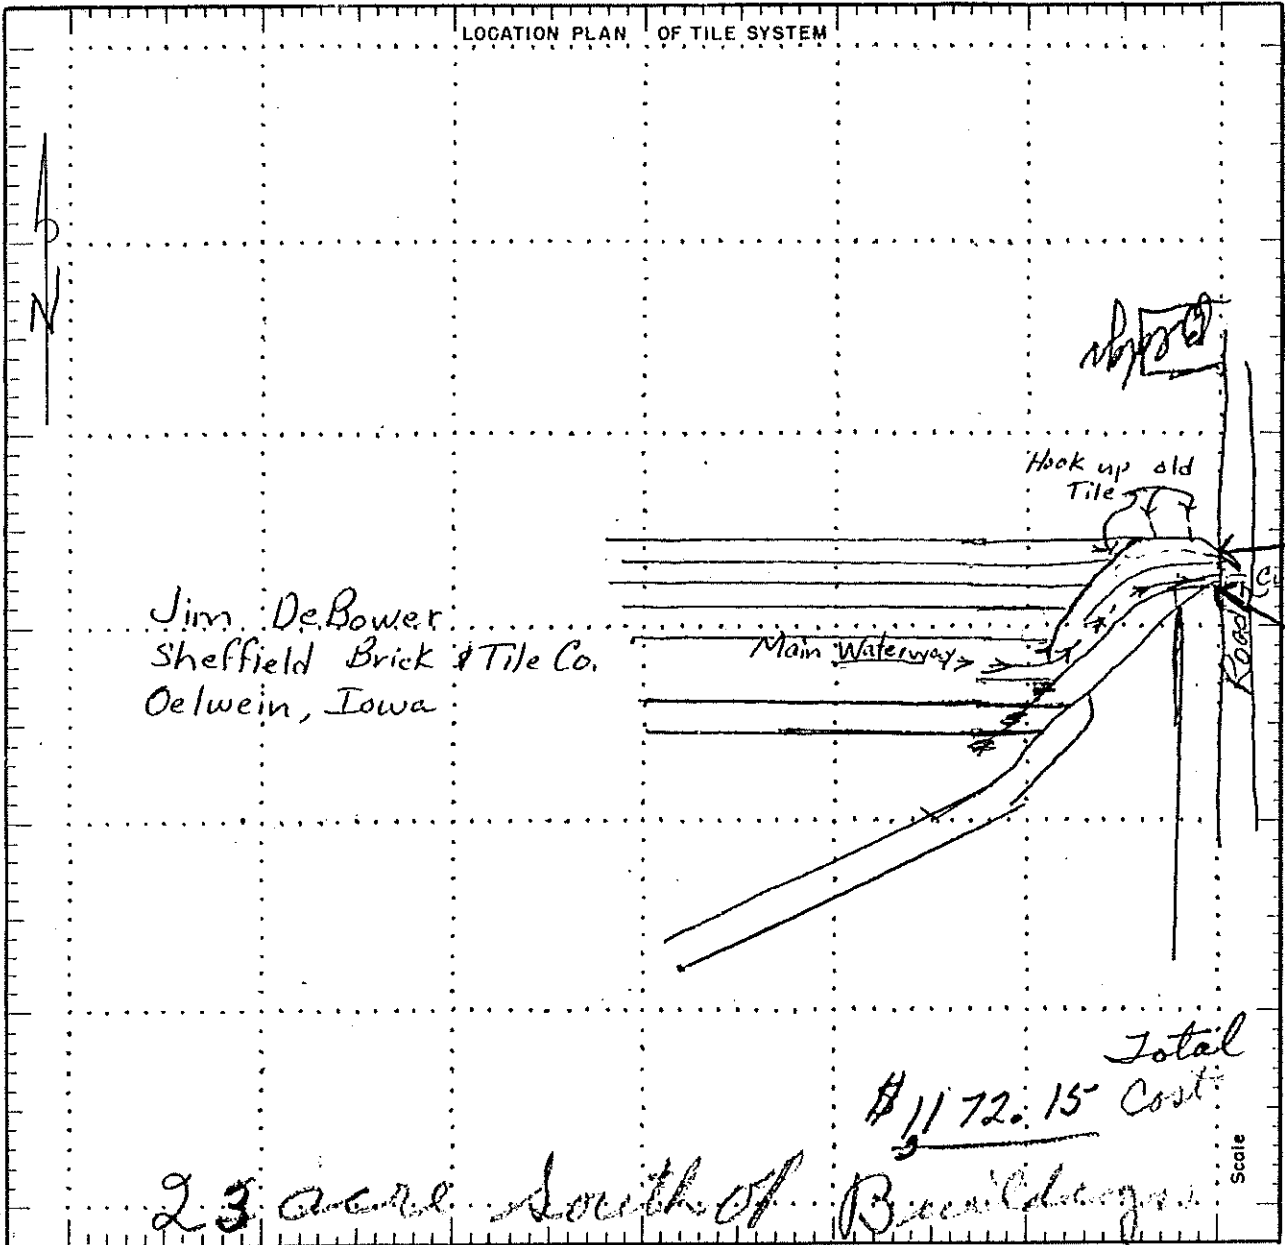 LOCATION PLAN OF TILE SYSTEM
N
Bldgs
Hook up old
Tile
Jim DeBower
Sheffield Brick & Tile Co.
Oelwein, Iowa
Main Waterway
Road
Total
$1172.15 Cost
Scale
23 acre South of Buildings